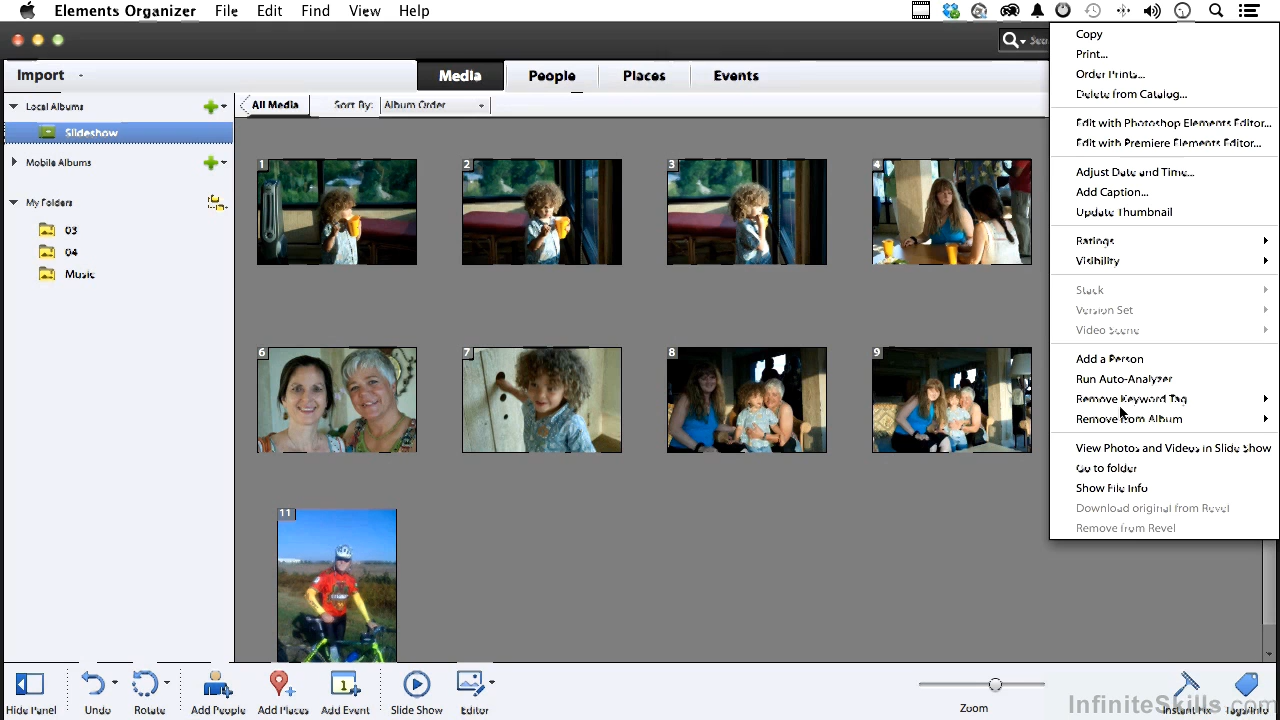 Elements Organizer File Edit Find View Help
Import
Media People Places Events
Local Albums
Slideshow
Mobile Albums
My Folders
03
04
Music
All Media Sort By: Album Order
1 2 3 4
6 7 8 9
11
Copy
Print...
Order Prints...
Delete from Catalog...
Edit with Photoshop Elements Editor...
Edit with Premiere Elements Editor...
Adjust Date and Time...
Add Caption...
Update Thumbnail
Ratings
Visibility
Stack
Version Set
Video Scene
Add a Person
Run Auto-Analyzer
Remove Keyword Tag
Remove from Album
View Photos and Videos in Slide Show
Go to folder
Show File Info
Download original from Revel
Remove from Revel
Hide Panel Undo Rotate Add People Add Places Add Event Slide Show Editor Zoom Instant Fix Tags/Info
InfiniteSkills.com